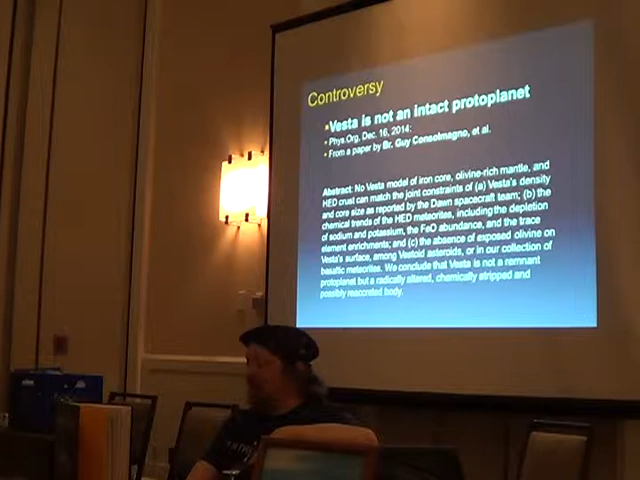 Controversy
Vesta is not an intact protoplanet
Phys.Org, Dec. 16, 2014:
From a paper by Br. Guy Consolmagno, et al.
Abstract: No Vesta model of iron core, olivine-rich mantle, and
HED crust can match the joint constraints of (a) Vesta's density
and core size as reported by the Dawn spacecraft team; (b) the
chemical trends of the HED meteorites, including the depletion
of sodium and potassium, the FeO abundance, and the trace
element enrichments; and (c) the absence of exposed olivine on
Vesta's surface, among Vestoid asteroids, or in our collection of
basaltic meteorites. We conclude that Vesta is not a remnant
protoplanet but a radically altered, chemically stripped and
possibly reaccreted body.